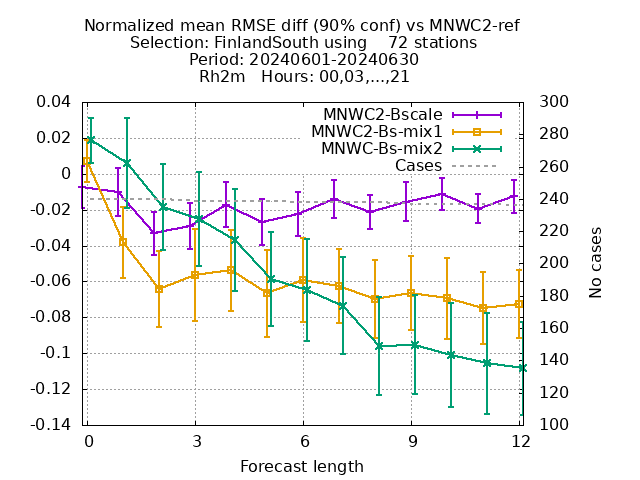 Normalized mean RMSE diff (90% conf) vs MNWC2-ref
Selection: FinlandSouth using    72 stations
Period: 20240601-20240630
Rh2m   Hours: 00,03,...,21
MNWC2-Bscale
MNWC2-Bs-mix1
MNWC-Bs-mix2
Cases
0.04
0.02
0
-0.02
-0.04
-0.06
-0.08
-0.1
-0.12
-0.14
300
280
260
240
220
200
180
160
140
120
100
No cases
0 3 6 9 12
Forecast length